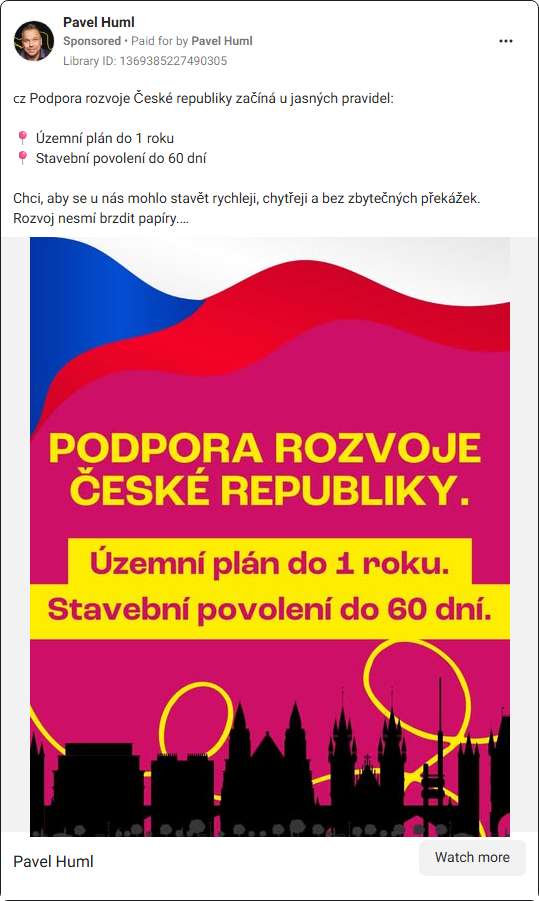 Pavel Huml
Sponsored • Paid for by Pavel Huml
Library ID: 1369385227490305
cz Podpora rozvoje České republiky začíná u jasných pravidel:
📍 Územní plán do 1 roku
📍 Stavební povolení do 60 dní
Chci, aby se u nás mohlo stavět rychleji, chytřeji a bez zbytečných překážek.
Rozvoj nesmí brzdit papíry....
PODPORA ROZVOJE
ČESKÉ REPUBLIKY.
Územní plán do 1 roku.
Stavební povolení do 60 dní.
Pavel Huml
Watch more